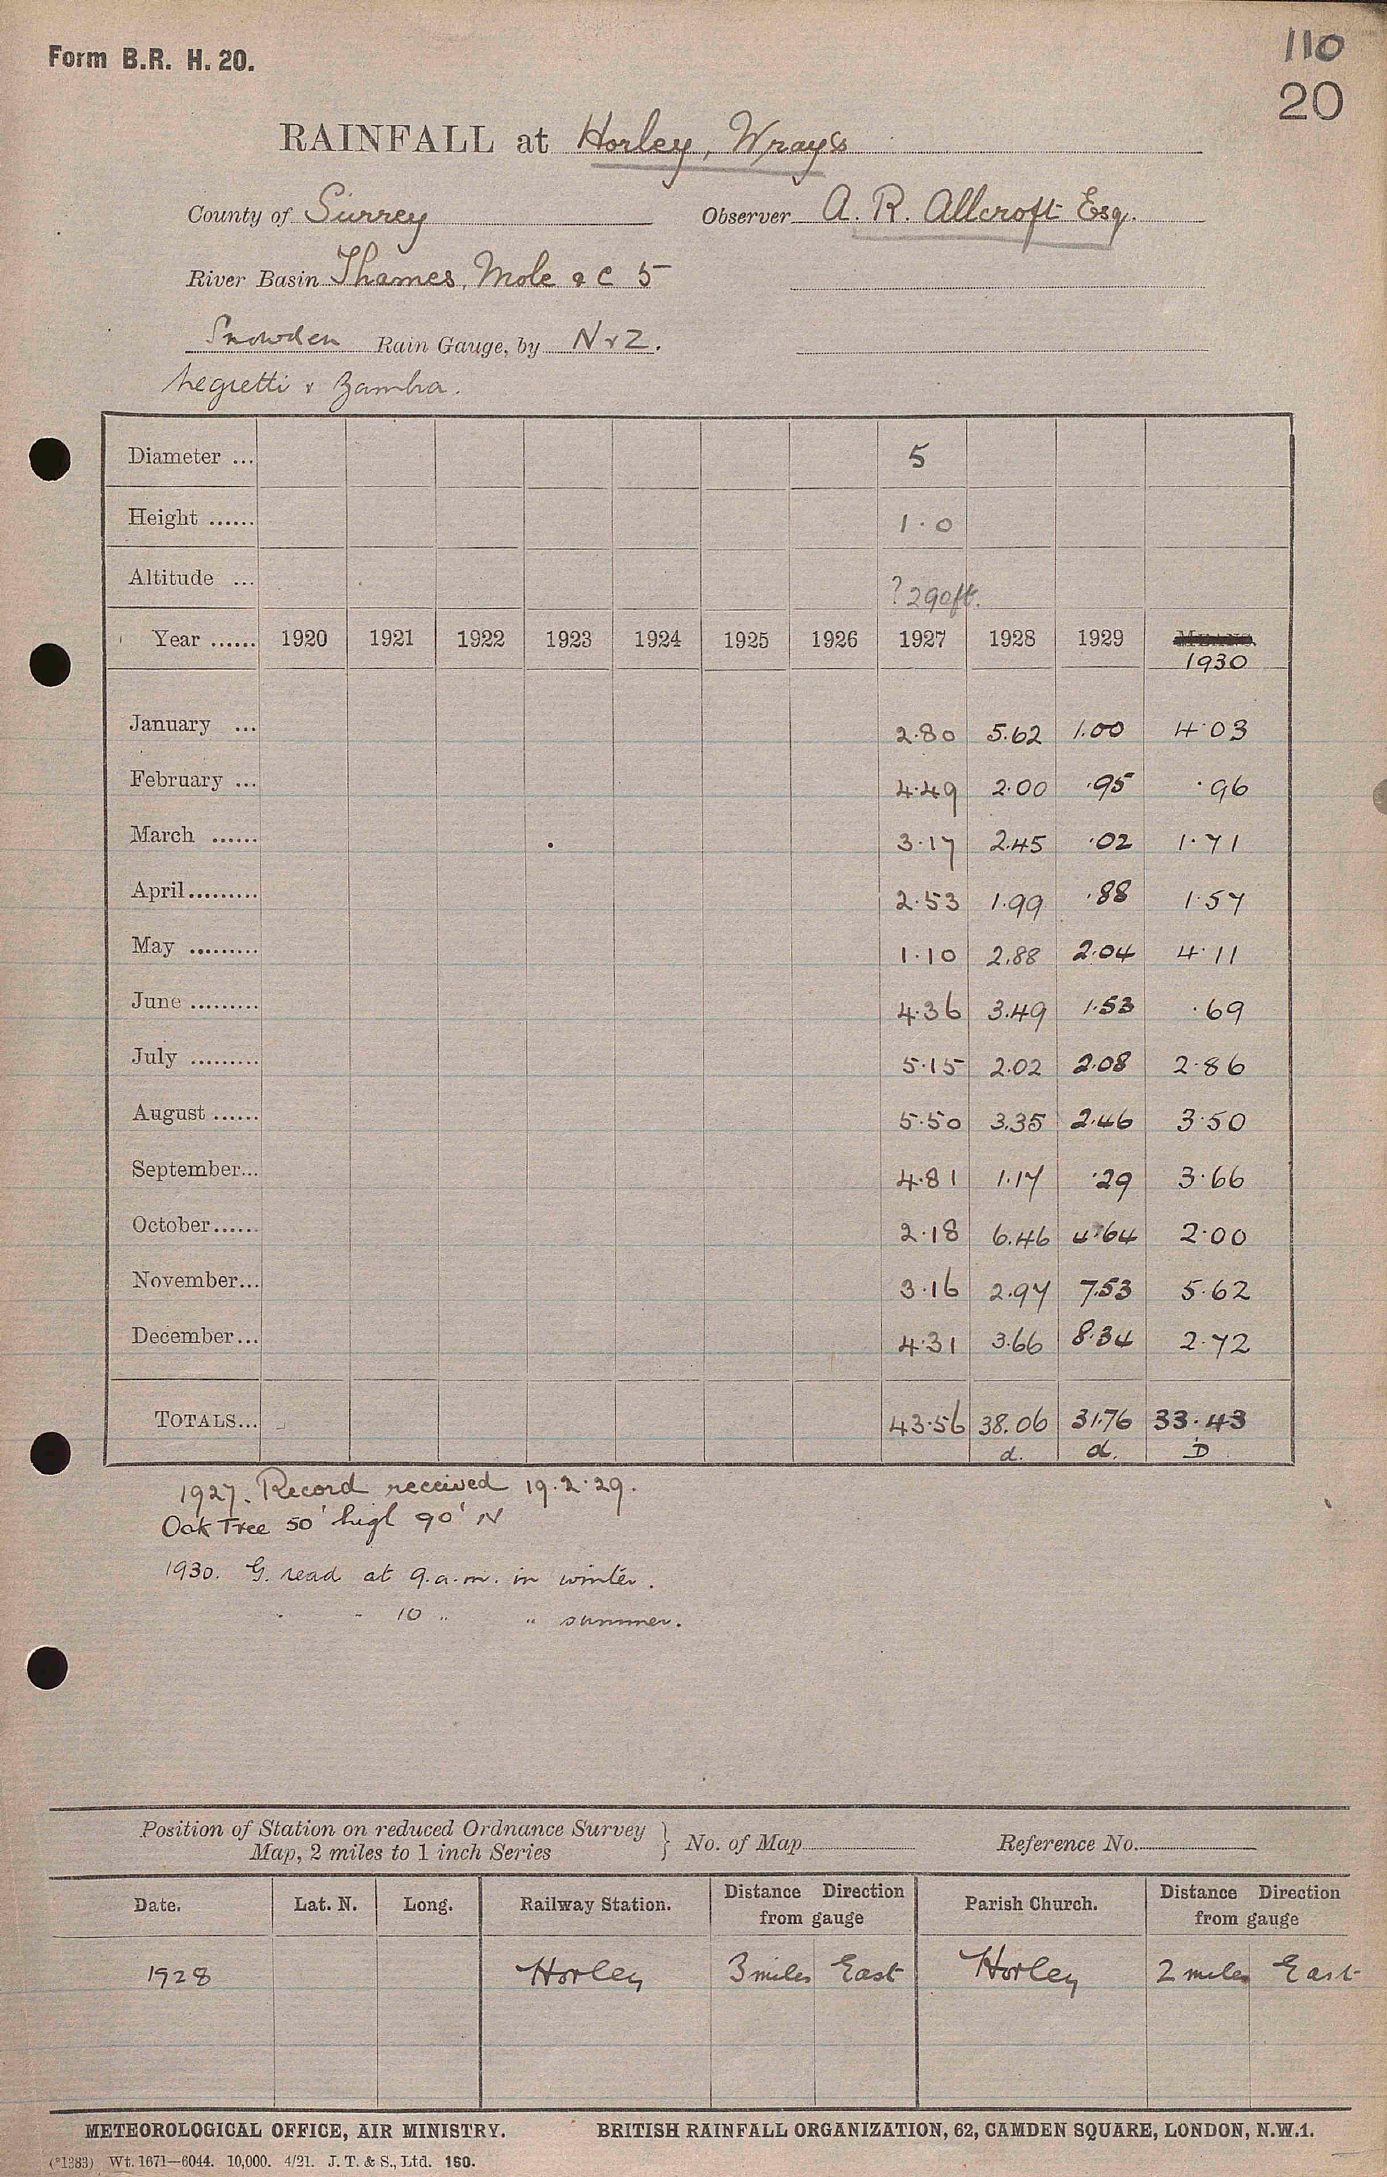 Form B.R. H. 20.
110
20
RAINFALL at Horley, Wrays
County of Surrey Observer A. R. Allcroft Esq.
River Basin Thames, Mole & C 5
Snowden Rain Gauge, by N & Z.
Negretti & Zambra.
Diameter ... 5
Height ...... 1.0
Altitude ... ? 290ft.
Year ...... 1920 1921 1922 1923 1924 1925 1926 1927 1928 1929 1930
January ... 2.80 5.62 1.00 4.03
February ... 4.49 2.00 .95 .96
March ...... 3.17 2.45 .02 1.71
April......... 2.53 1.99 .88 1.57
May ......... 1.10 2.88 2.04 4.11
June ......... 4.36 3.49 1.53 .69
July ......... 5.15 2.02 2.08 2.86
August ...... 5.50 3.35 2.46 3.50
September... 4.81 1.17 .29 3.66
October...... 2.18 6.46 4.64 2.00
November... 3.16 2.97 7.53 5.62
December... 4.31 3.66 8.34 2.72
TOTALS... 43.56 38.06 31.76 33.43
d. d. D
1927. Record received 19.2.29.
Oak Tree 50' high 90' N
1930. G. read at 9.a.m. in winter.
" " 10 " " summer.
Position of Station on reduced Ordnance Survey
Map, 2 miles to 1 inch Series } No. of Map Reference No.
Date. Lat. N. Long. Railway Station. Distance Direction from gauge Parish Church. Distance Direction from gauge
1928 Horley 3 miles East Horley 2 miles East
METEOROLOGICAL OFFICE, AIR MINISTRY. BRITISH RAINFALL ORGANIZATION, 62, CAMDEN SQUARE, LONDON, N.W.1.
(*1383) Wt. 1671—6044. 10,000. 4/21. J. T. & S., Ltd. 160.